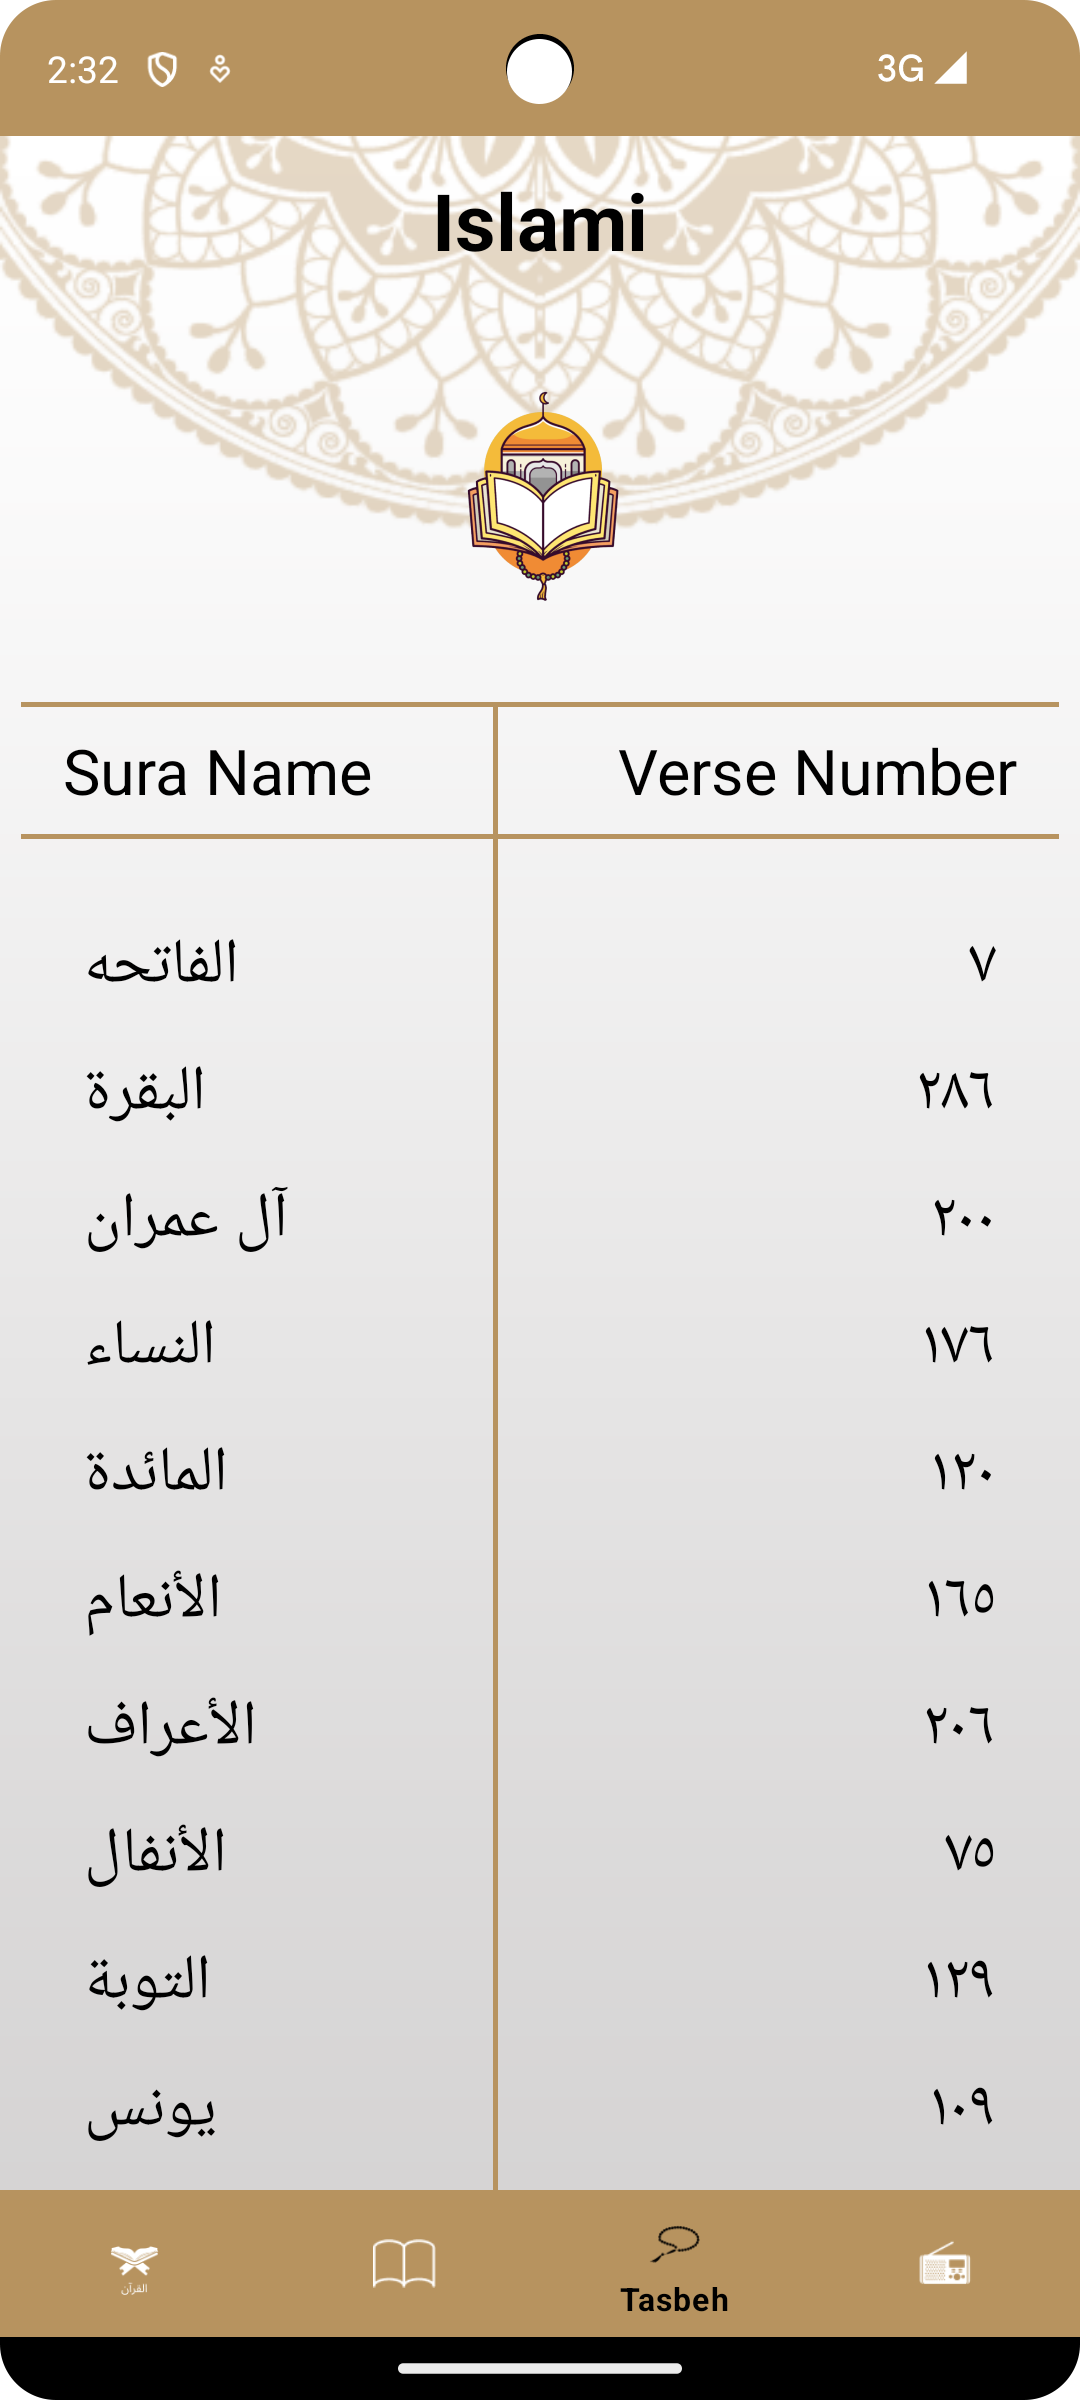 2:32 3G
Islami
Sura Name Verse Number
الفاتحه ٧
البقرة ٢٨٦
آل عمران ٢٠٠
النساء ١٧٦
المائدة ١٢٠
الأنعام ١٦٥
الأعراف ٢٠٦
الأنفال ٧٥
التوبة ١٢٩
يونس ١٠٩
القرآن
Tasbeh